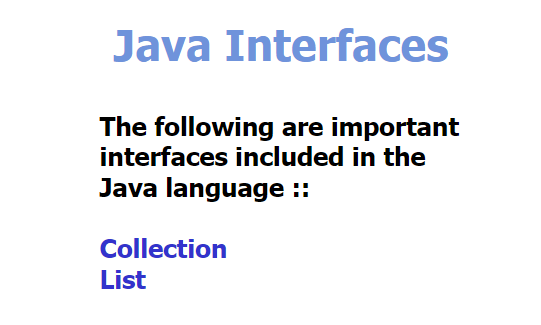 Java Interfaces
The following are important
interfaces included in the
Java language ::
Collection
List